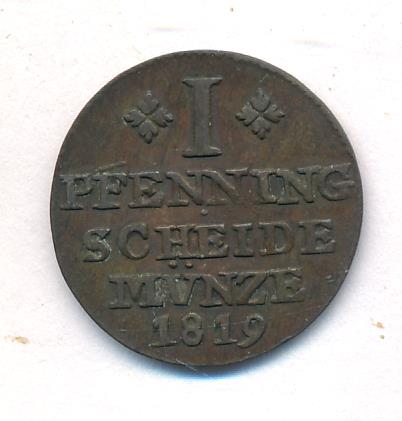 I
PFENNING
SCHEIDE
MÜNZE
1819